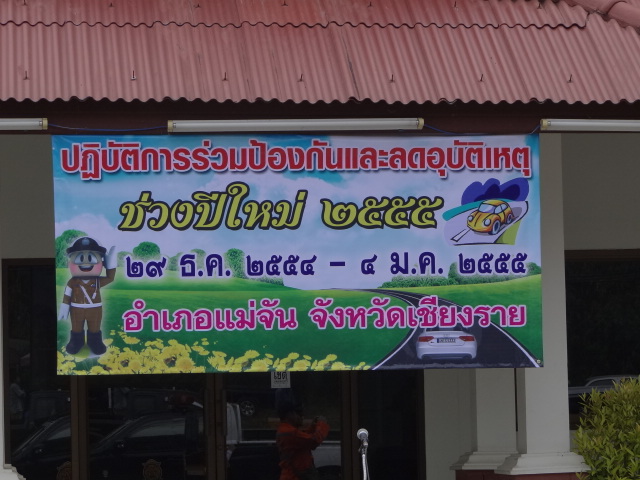 ปฏิบัติการร่วมป้องกันและลดอุบัติเหตุ
ช่วงปีใหม่ ๒๕๕๕
๒๙ ธ.ค. ๒๕๕๔ - ๔ ม.ค. ๒๕๕๕
อำเภอแม่จัน จังหวัดเชียงราย